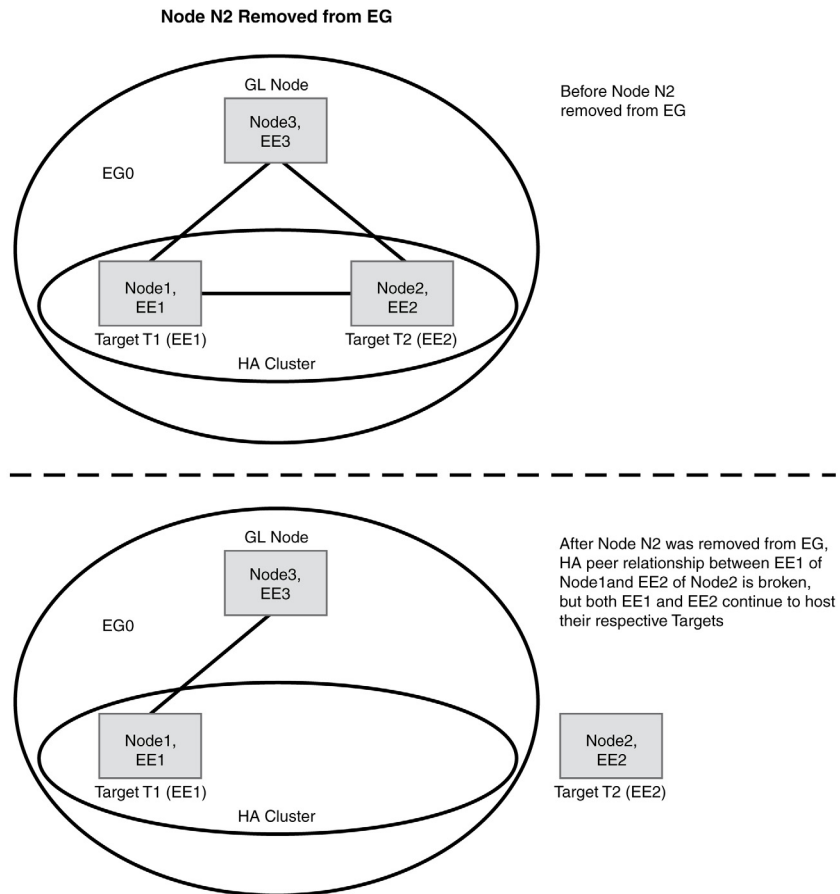 Node N2 Removed from EG
GL Node
Before Node N2
removed from EG
Node3,
EE3
EG0
Node1,
EE1
Node2,
EE2
Target T1 (EE1)
Target T2 (EE2)
HA Cluster
GL Node
After Node N2 was removed from EG,
HA peer relationship between EE1 of
Node1and EE2 of Node2 is broken,
but both EE1 and EE2 continue to host
their respective Targets
Node3,
EE3
EG0
Node1,
EE1
Node2,
EE2
Target T1 (EE1)
Target T2 (EE2)
HA Cluster